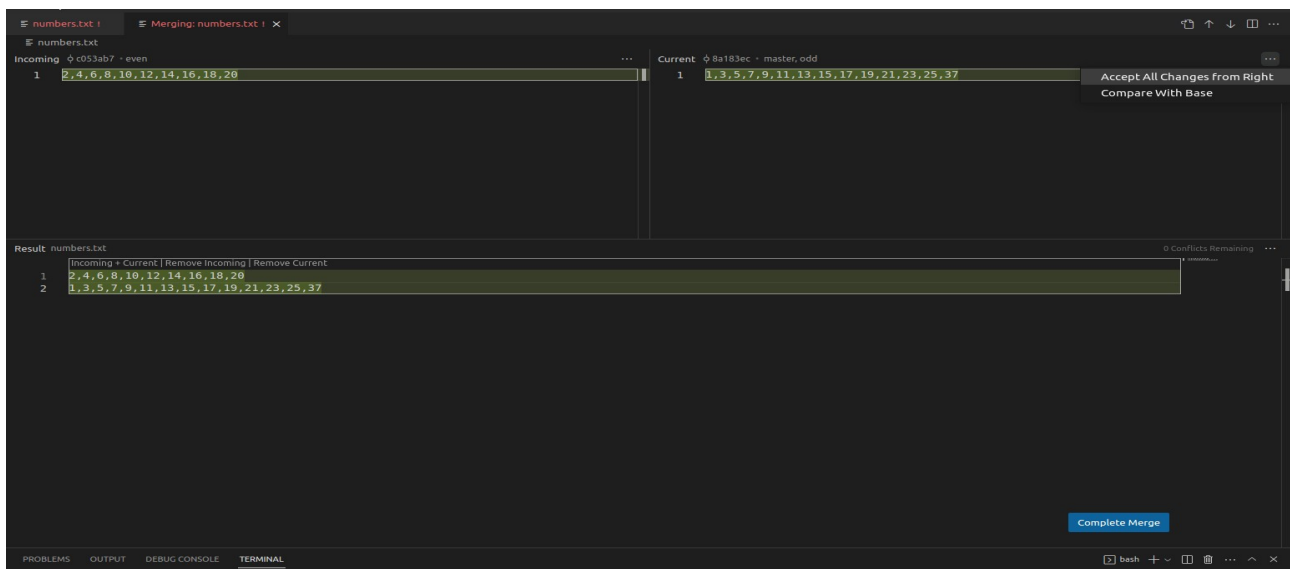 numbers.txt ! Merging: numbers.txt !
numbers.txt
Incoming c053ab7 · even ···
Current 8a183ec · master, odd ···
1 2,4,6,8,10,12,14,16,18,20
1 1,3,5,7,9,11,13,15,17,19,21,23,25,37
Accept All Changes from Right
Compare With Base
Result numbers.txt 0 Conflicts Remaining ···
Incoming + Current | Remove Incoming | Remove Current
1 2,4,6,8,10,12,14,16,18,20
2 1,3,5,7,9,11,13,15,17,19,21,23,25,37
Complete Merge
PROBLEMS OUTPUT DEBUG CONSOLE TERMINAL bash